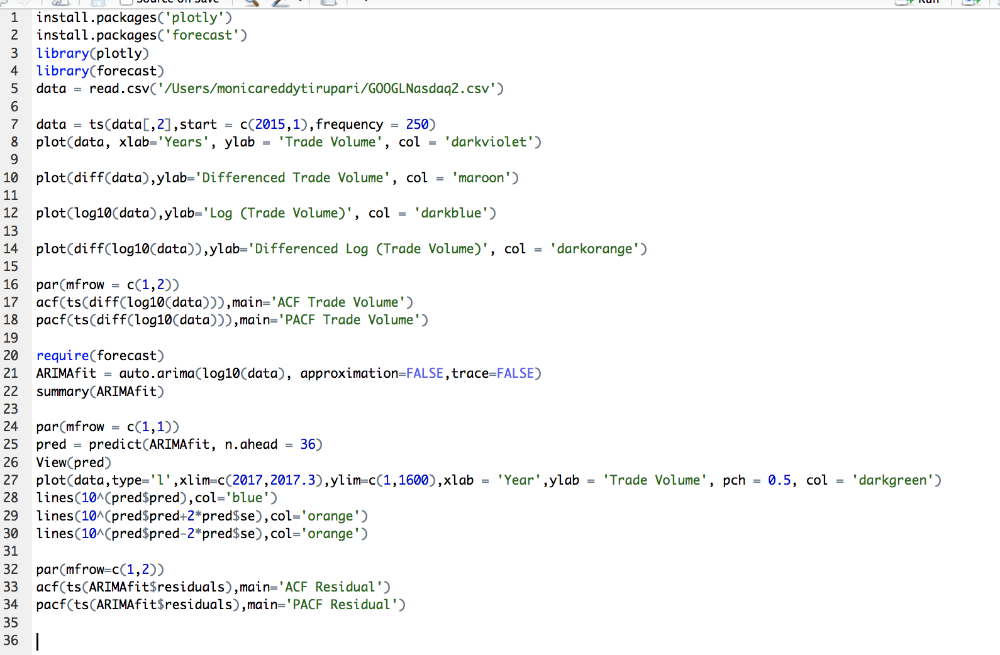 Source on Save Run
1 install.packages('plotly')
2 install.packages('forecast')
3 library(plotly)
4 library(forecast)
5 data = read.csv('/Users/monicareddytirupari/GOOGLNasdaq2.csv')
6
7 data = ts(data[,2],start = c(2015,1),frequency = 250)
8 plot(data, xlab='Years', ylab = 'Trade Volume', col = 'darkviolet')
9
10 plot(diff(data),ylab='Differenced Trade Volume', col = 'maroon')
11
12 plot(log10(data),ylab='Log (Trade Volume)', col = 'darkblue')
13
14 plot(diff(log10(data)),ylab='Differenced Log (Trade Volume)', col = 'darkorange')
15
16 par(mfrow = c(1,2))
17 acf(ts(diff(log10(data))),main='ACF Trade Volume')
18 pacf(ts(diff(log10(data))),main='PACF Trade Volume')
19
20 require(forecast)
21 ARIMAfit = auto.arima(log10(data), approximation=FALSE,trace=FALSE)
22 summary(ARIMAfit)
23
24 par(mfrow = c(1,1))
25 pred = predict(ARIMAfit, n.ahead = 36)
26 View(pred)
27 plot(data,type='l',xlim=c(2017,2017.3),ylim=c(1,1600),xlab = 'Year',ylab = 'Trade Volume', pch = 0.5, col = 'darkgreen')
28 lines(10^(pred$pred),col='blue')
29 lines(10^(pred$pred+2*pred$se),col='orange')
30 lines(10^(pred$pred-2*pred$se),col='orange')
31
32 par(mfrow=c(1,2))
33 acf(ts(ARIMAfit$residuals),main='ACF Residual')
34 pacf(ts(ARIMAfit$residuals),main='PACF Residual')
35
36